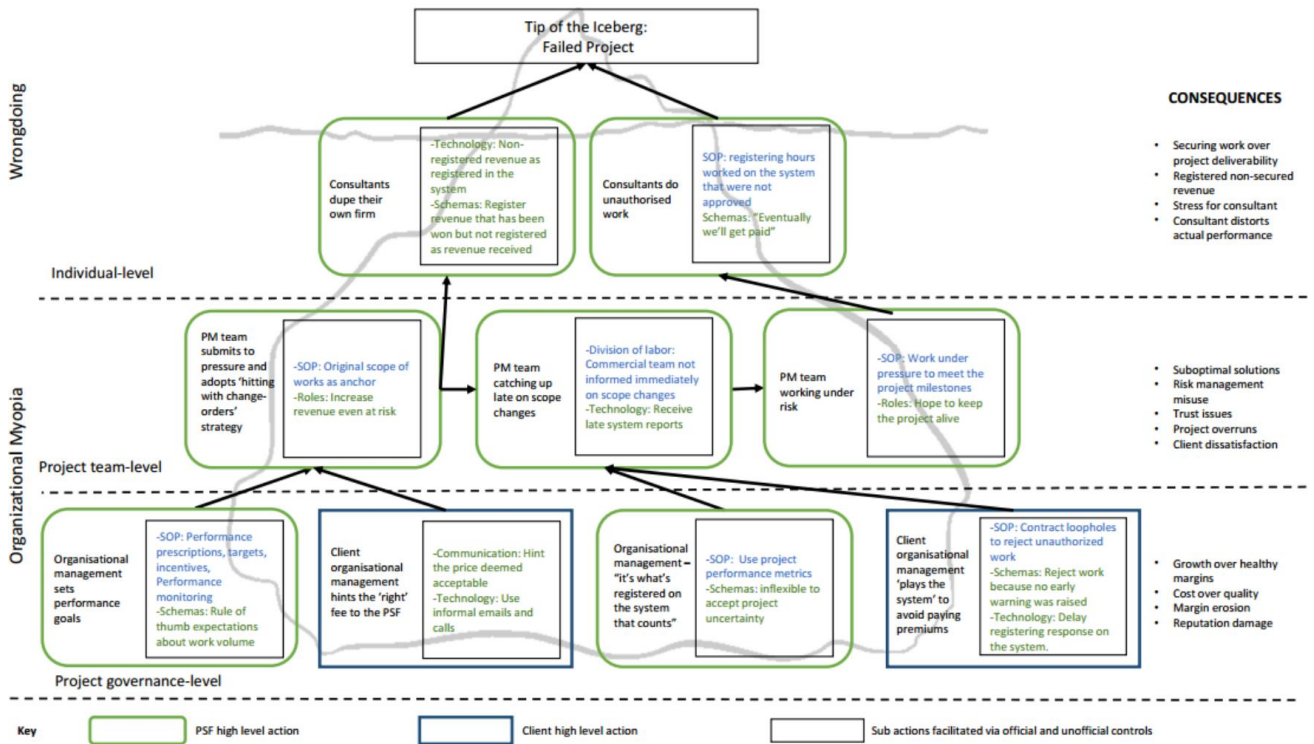 Tip of the Iceberg:
Failed Project
Wrongdoing
CONSEQUENCES
Consultants
dupe their
own firm
-Technology: Non-
registered revenue as
registered in the
system
-Schemas: Register
revenue that has been
won but not registered
as revenue received
Consultants do
unauthorised
work
SOP: registering hours
worked on the system
that were not
approved
Schemas: "Eventually
we'll get paid"
• Securing work over
project deliverability
• Registered non-secured
revenue
• Stress for consultant
• Consultant distorts
actual performance
Individual-level
Organizational Myopia
PM team
submits to
pressure and
adopts 'hitting
with change-
orders'
strategy
-SOP: Original scope of
works as anchor
-Roles: Increase
revenue even at risk
PM team
catching up
late on scope
changes
-Division of labor:
Commercial team not
informed immediately
on scope changes
-Technology: Receive
late system reports
PM team
working under
risk
-SOP: Work under
pressure to meet the
project milestones
-Roles: Hope to keep
the project alive
• Suboptimal solutions
• Risk management
misuse
• Trust issues
• Project overruns
• Client dissatisfaction
Project team-level
Organisational
management
sets
performance
goals
-SOP: Performance
prescriptions, targets,
incentives,
Performance
monitoring
-Schemas: Rule of
thumb expectations
about work volume
Client
organisational
management
hints the 'right'
fee to the PSF
-Communication: Hint
the price deemed
acceptable
-Technology: Use
informal emails and
calls
Organisational
management –
"it's what's
registered on
the system
that counts"
-SOP: Use project
performance metrics
-Schemas: inflexible to
accept project
uncertainty
Client
organisational
management
'plays the
system' to
avoid paying
premiums
-SOP: Contract loopholes
to reject unauthorized
work
-Schemas: Reject work
because no early
warning was raised
-Technology: Delay
registering response on
the system.
• Growth over healthy
margins
• Cost over quality
• Margin erosion
• Reputation damage
Project governance-level
Key
PSF high level action
Client high level action
Sub actions facilitated via official and unofficial controls